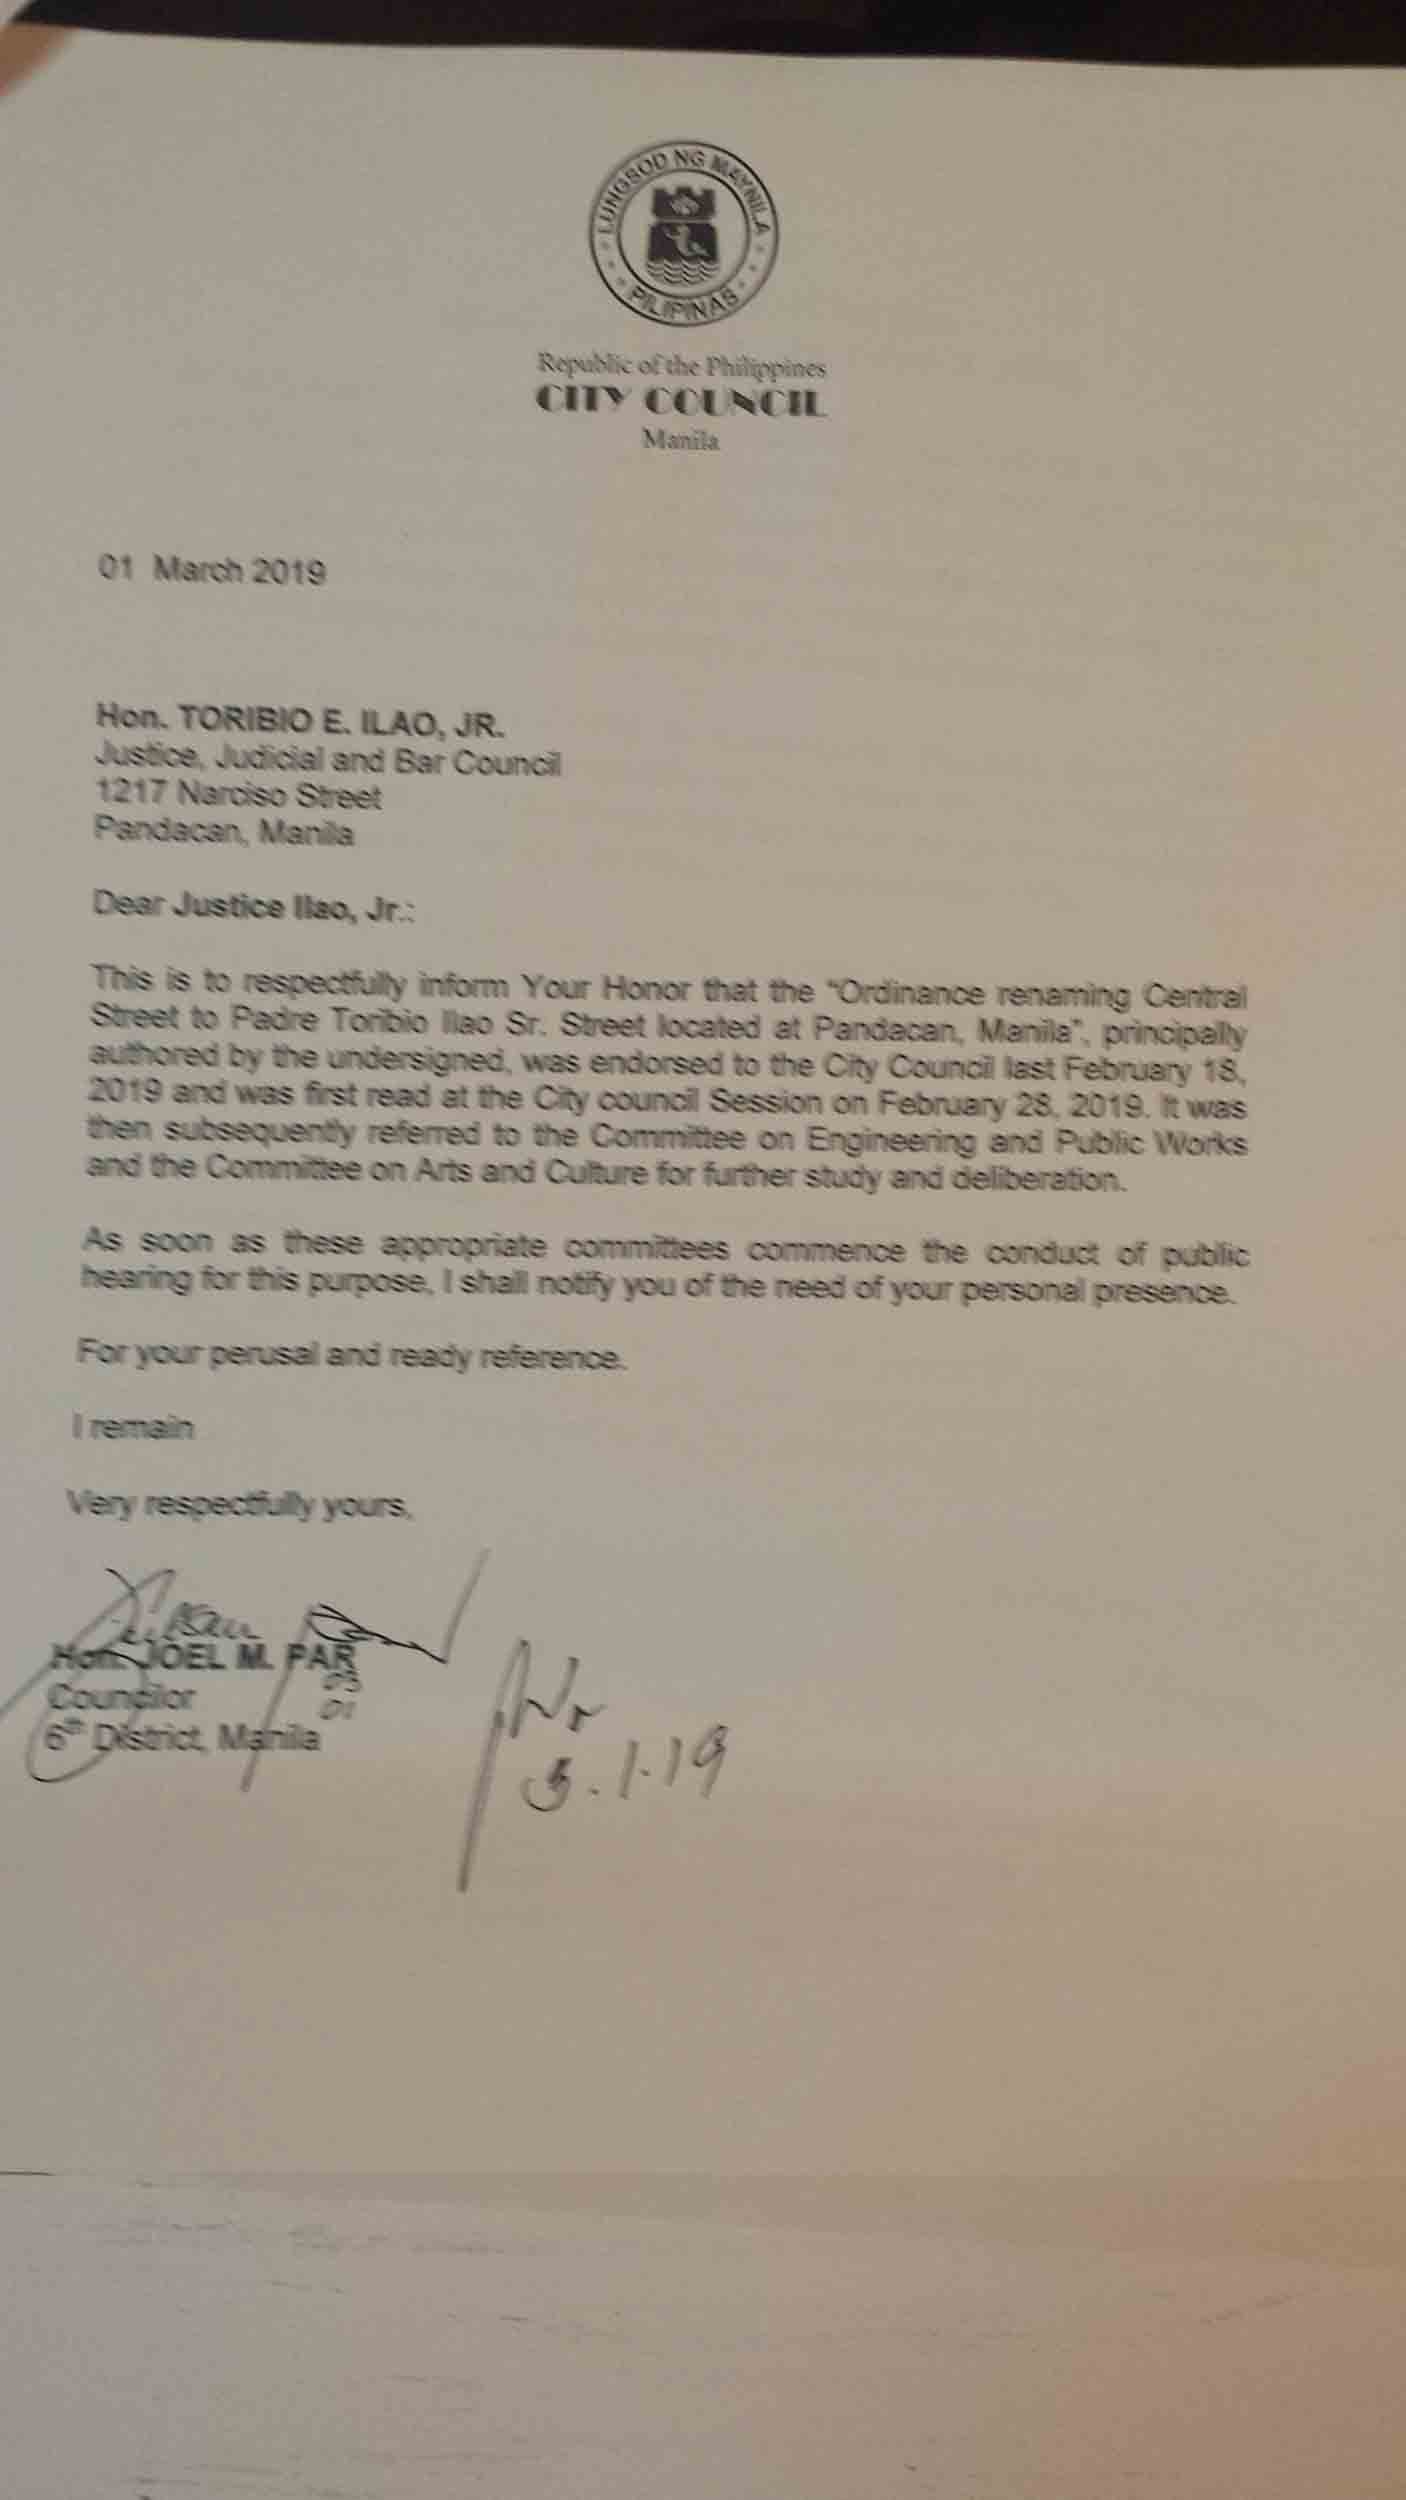 LUNGSOD NG MAYNILA
PILIPINAS
Republic of the Philippines
CITY COUNCIL
Manila
01 March 2019
Hon. TORIBIO E. ILAO, JR.
Justice, Judicial and Bar Council
1217 Narciso Street
Pandacan, Manila
Dear Justice Ilao, Jr.:
This is to respectfully inform Your Honor that the "Ordinance renaming Central
Street to Padre Toribio Ilao Sr. Street located at Pandacan, Manila", principally
authored by the undersigned, was endorsed to the City Council last February 18,
2019 and was first read at the City council Session on February 28, 2019. It was
then subsequently referred to the Committee on Engineering and Public Works
and the Committee on Arts and Culture for further study and deliberation.
As soon as these appropriate committees commence the conduct of public
hearing for this purpose, I shall notify you of the need of your personal presence.
For your perusal and ready reference.
I remain
Very respectfully yours,
Hon. JOEL M. PAR
03
Councilor
01
6th District, Manila
3.1.19